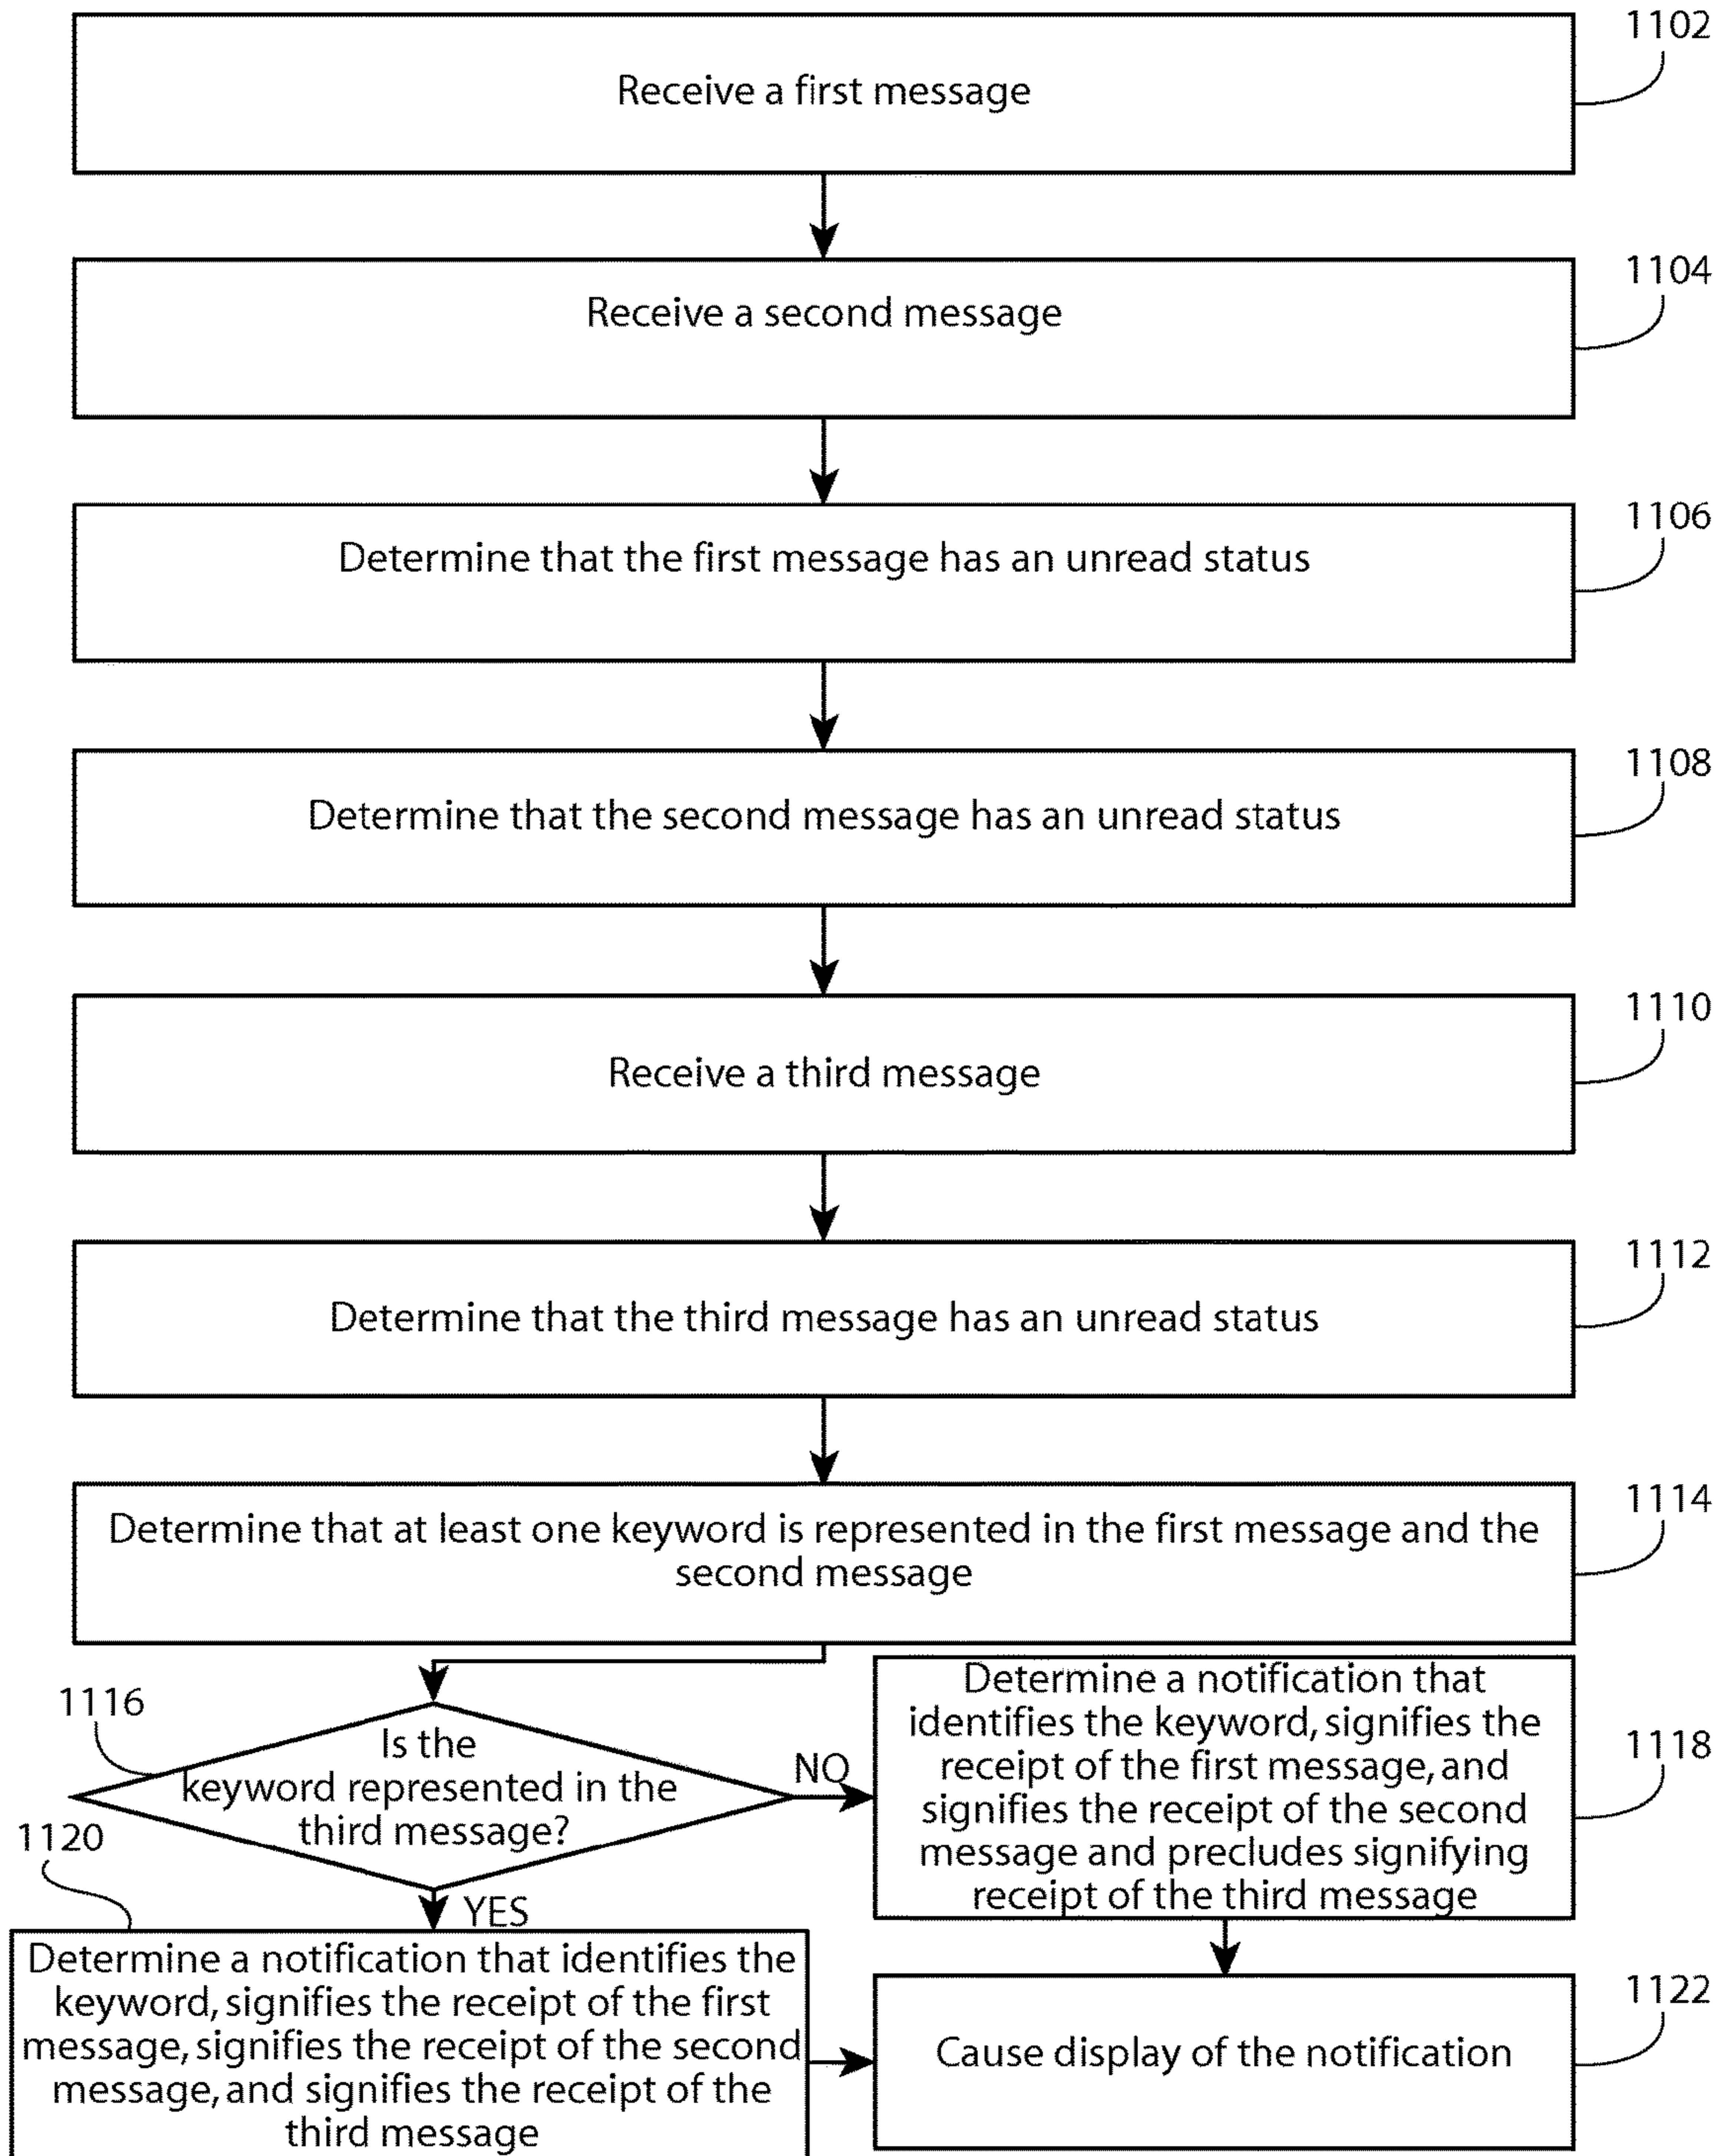 1102
Receive a first message
1104
Receive a second message
1106
Determine that the first message has an unread status
1108
Determine that the second message has an unread status
1110
Receive a third message
1112
Determine that the third message has an unread status
1114
Determine that at least one keyword is represented in the first message and the
second message
1116
Is the
keyword represented in the
third message?
NO
Determine a notification that
identifies the keyword, signifies the
receipt of the first message, and
signifies the receipt of the second
message and precludes signifying
receipt of the third message
1118
1120
YES
Determine a notification that identifies the
keyword, signifies the receipt of the first
message, signifies the receipt of the second
message, and signifies the receipt of the
third message
1122
Cause display of the notification